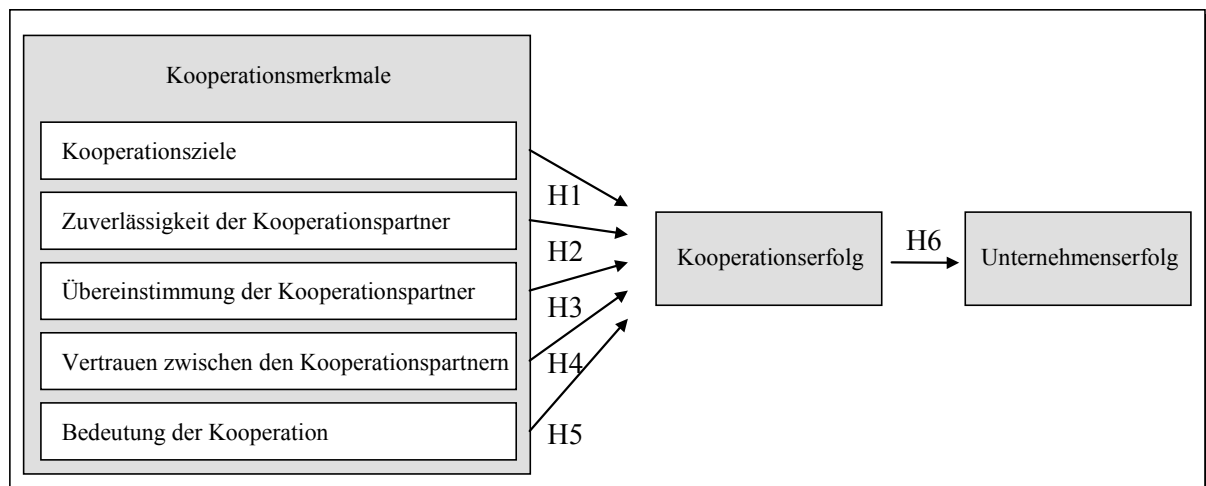 Kooperationsmerkmale
Kooperationsziele
Zuverlässigkeit der Kooperationspartner
Übereinstimmung der Kooperationspartner
Vertrauen zwischen den Kooperationspartnern
Bedeutung der Kooperation
H1
H2
H3
H4
H5
Kooperationserfolg
H6
Unternehmenserfolg